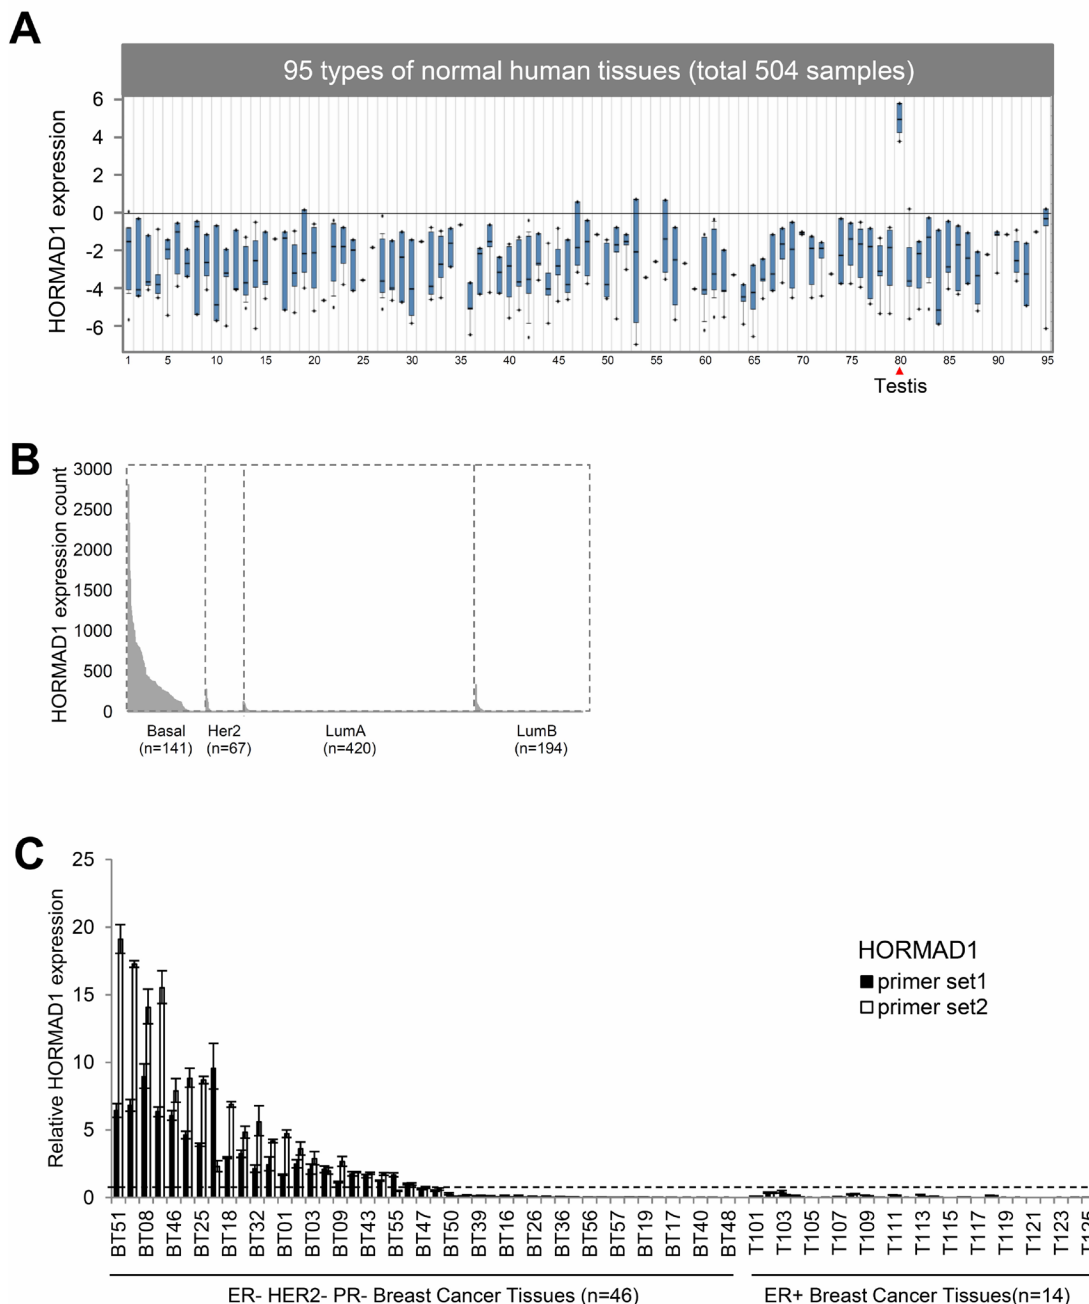 A
95 types of normal human tissues (total 504 samples)
HORMAD1 expression
6
4
2
0
-2
-4
-6
1 5 10 15 20 25 30 35 40 45 50 55 60 65 70 75 80 85 90 95
Testis
B
HORMAD1 expression count
3000
2500
2000
1500
1000
500
0
Basal Her2 LumA LumB
(n=141) (n=67) (n=420) (n=194)
C
Relative HORMAD1 expression
25
20
15
10
5
0
HORMAD1
primer set1
primer set2
BT51 BT08 BT46 BT25 BT18 BT32 BT01 BT03 BT09 BT43 BT55 BT47 BT50 BT39 BT16 BT26 BT36 BT56 BT57 BT19 BT17 BT40 BT48 T101 T103 T105 T107 T109 T111 T113 T115 T117 T119 T121 T123 T125
ER- HER2- PR- Breast Cancer Tissues (n=46) ER+ Breast Cancer Tissues(n=14)